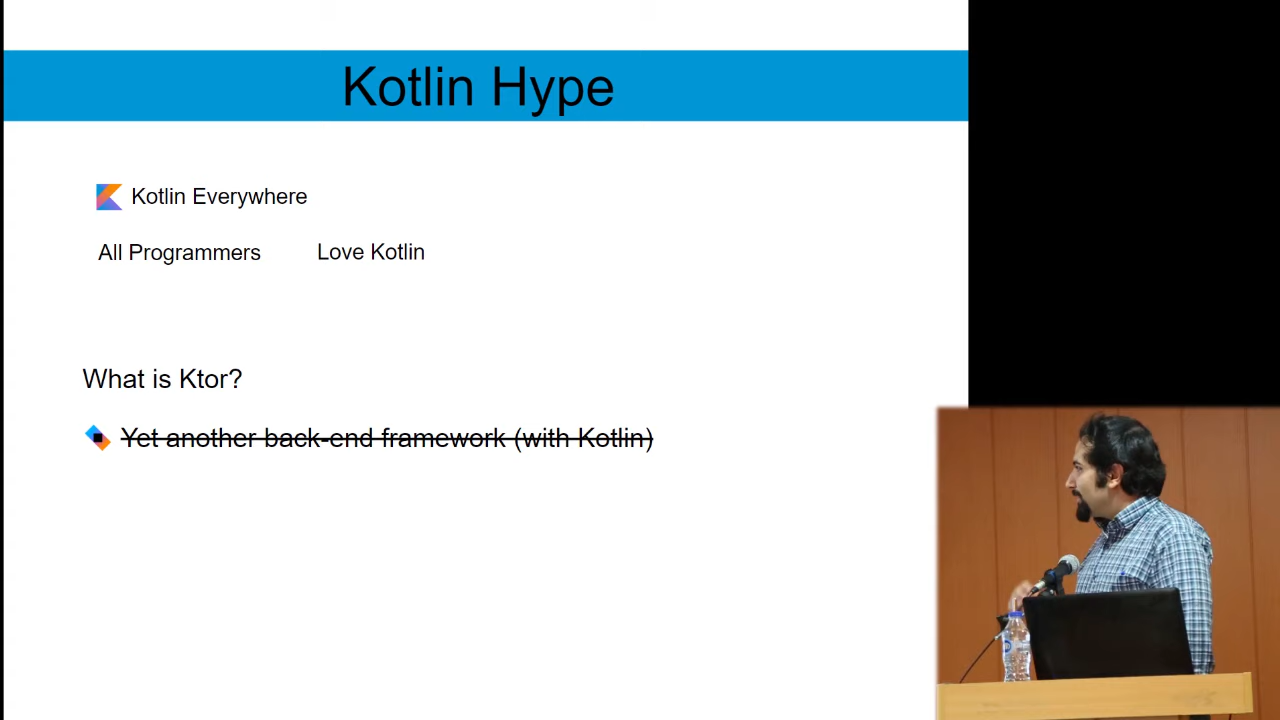 Kotlin Hype
Kotlin Everywhere
All Programmers Love Kotlin
What is Ktor?
Yet another back-end framework (with Kotlin)